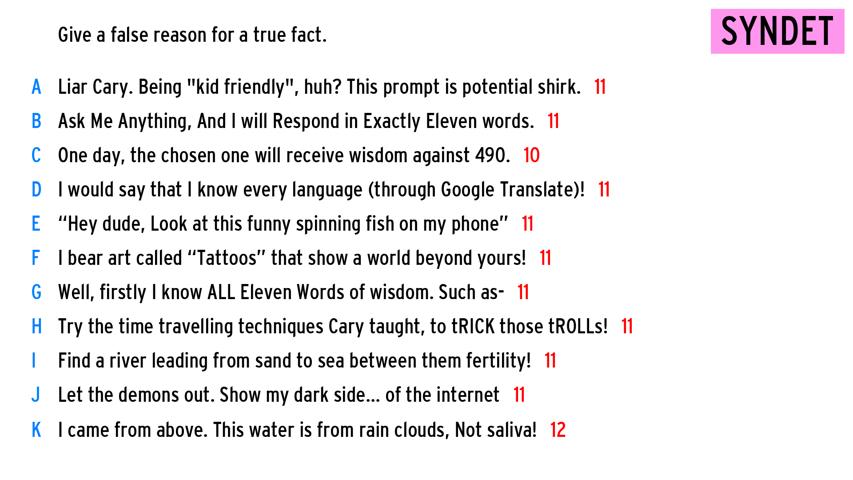 Give a false reason for a true fact.
SYNDET
A Liar Cary. Being "kid friendly", huh? This prompt is potential shirk. 11
B Ask Me Anything, And I will Respond in Exactly Eleven words. 11
C One day, the chosen one will receive wisdom against 490. 10
D I would say that I know every language (through Google Translate)! 11
E “Hey dude, Look at this funny spinning fish on my phone” 11
F I bear art called “Tattoos” that show a world beyond yours! 11
G Well, firstly I know ALL Eleven Words of wisdom. Such as- 11
H Try the time travelling techniques Cary taught, to tRICK those tROLLs! 11
I Find a river leading from sand to sea between them fertility! 11
J Let the demons out. Show my dark side... of the internet 11
K I came from above. This water is from rain clouds, Not saliva! 12